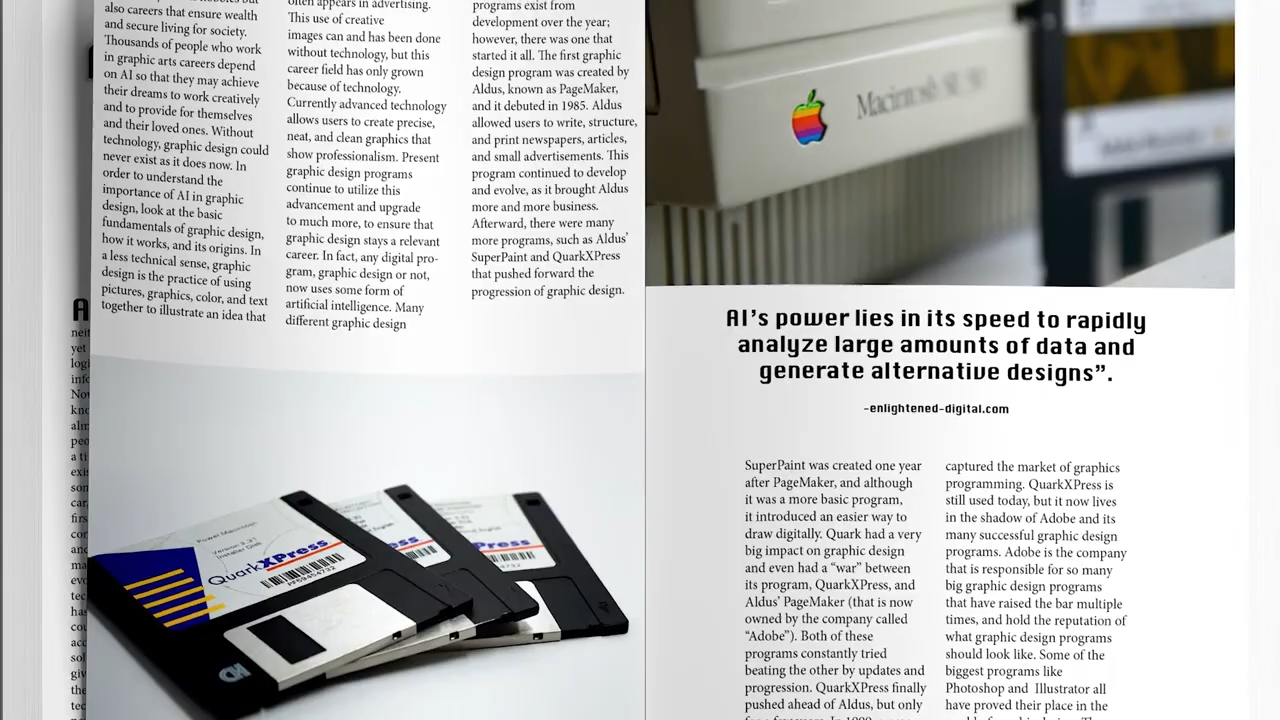 also careers that ensure wealth
and secure living for society.
Thousands of people who work
in graphic arts careers depend
on AI so that they may achieve
their dreams to work creatively
and to provide for themselves
and their loved ones. Without
technology, graphic design could
never exist as it does now. In
order to understand the
importance of AI in graphic
design, look at the basic
fundamentals of graphic design,
how it works, and its origins. In
a less technical sense, graphic
design is the practice of using
pictures, graphics, color, and text
together to illustrate an idea that
often appears in advertising.
This use of creative
images can and has been done
without technology, but this
career field has only grown
because of technology.
Currently advanced technology
allows users to create precise,
neat, and clean graphics that
show professionalism. Present
graphic design programs
continue to utilize this
advancement and upgrade
to much more, to ensure that
graphic design stays a relevant
career. In fact, any digital pro-
gram, graphic design or not,
now uses some form of
artificial intelligence. Many
different graphic design
programs exist from
development over the year;
however, there was one that
started it all. The first graphic
design program was created by
Aldus, known as PageMaker,
and it debuted in 1985. Aldus
allowed users to write, structure,
and print newspapers, articles,
and small advertisements. This
program continued to develop
and evolve, as it brought Aldus
more and more business.
Afterward, there were many
more programs, such as Aldus’
SuperPaint and QuarkXPress
that pushed forward the
progression of graphic design.
Power Macintosh
Version 3.31
Installer Disk
QuarkXPress
XPress
XPress
Macintosh SE/30
AI’s power lies in its speed to rapidly
analyze large amounts of data and
generate alternative designs”.
-enlightened-digital.com
SuperPaint was created one year
after PageMaker, and although
it was a more basic program,
it introduced an easier way to
draw digitally. Quark had a very
big impact on graphic design
and even had a “war” between
its program, QuarkXPress, and
Aldus’ PageMaker (that is now
owned by the company called
“Adobe”). Both of these
programs constantly tried
beating the other by updates and
progression. QuarkXPress finally
pushed ahead of Aldus, but only
captured the market of graphics
programming. QuarkXPress is
still used today, but it now lives
in the shadow of Adobe and its
many successful graphic design
programs. Adobe is the company
that is responsible for so many
big graphic design programs
that have raised the bar multiple
times, and hold the reputation of
what graphic design programs
should look like. Some of the
biggest programs like
Photoshop and Illustrator all
have proved their place in the